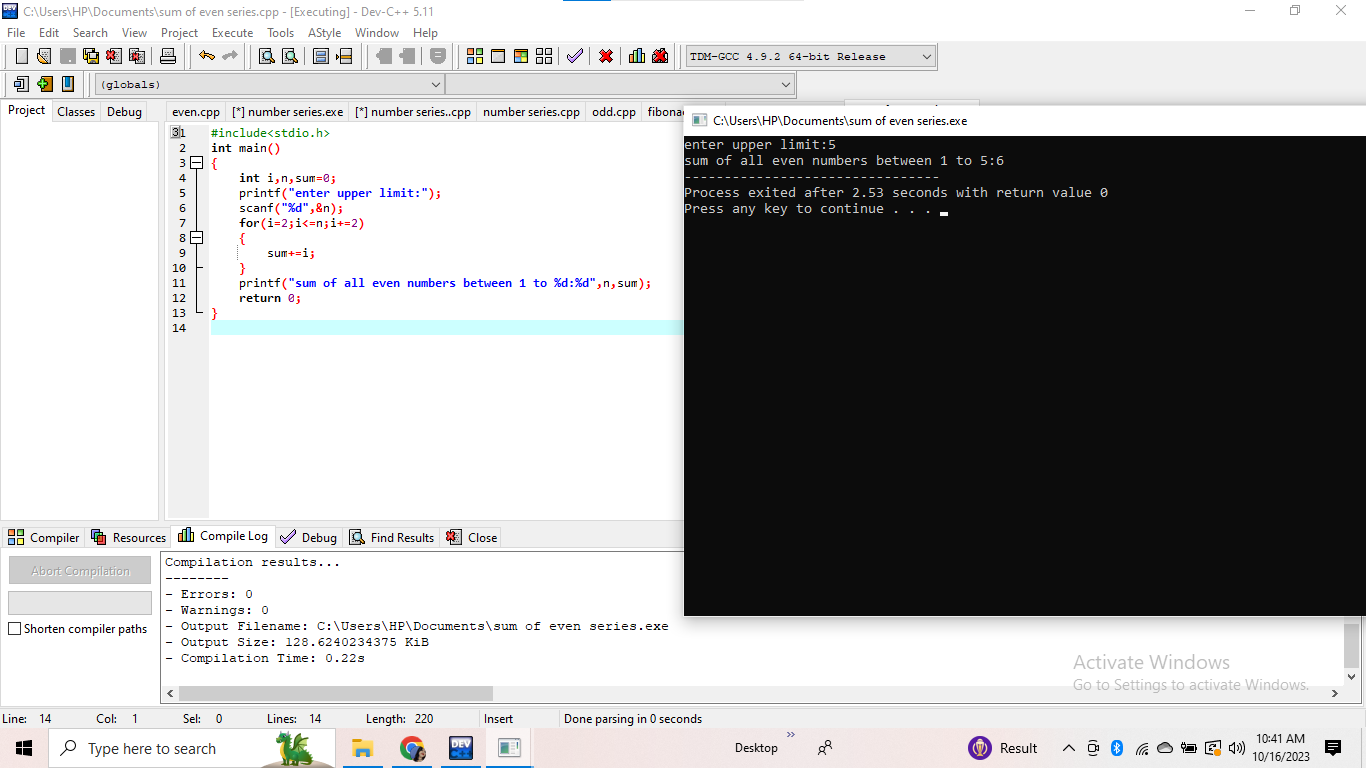 C:\Users\HP\Documents\sum of even series.cpp - [Executing] - Dev-C++ 5.11
File Edit Search View Project Execute Tools AStyle Window Help
TDM-GCC 4.9.2 64-bit Release
(globals)
Project Classes Debug
even.cpp [*] number series.exe [*] number series..cpp number series.cpp odd.cpp
1 #include<stdio.h>
2 int main()
3 {
4 int i,n,sum=0;
5 printf("enter upper limit:");
6 scanf("%d",&n);
7 for(i=2;i<=n;i+=2)
8 {
9 sum+=i;
10 }
11 printf("sum of all even numbers between 1 to %d:%d",n,sum);
12 return 0;
13 }
14
C:\Users\HP\Documents\sum of even series.exe
enter upper limit:5
sum of all even numbers between 1 to 5:6
--------------------------------
Process exited after 2.53 seconds with return value 0
Press any key to continue . . .
Compiler Resources Compile Log Debug Find Results Close
Abort Compilation
Shorten compiler paths
Compilation results...
--------
- Errors: 0
- Warnings: 0
- Output Filename: C:\Users\HP\Documents\sum of even series.exe
- Output Size: 128.6240234375 KiB
- Compilation Time: 0.22s
Activate Windows
Go to Settings to activate Windows.
Line: 14 Col: 1 Sel: 0 Lines: 14 Length: 220 Insert Done parsing in 0 seconds
Type here to search
DEV
Desktop
Result
10:41 AM
10/16/2023